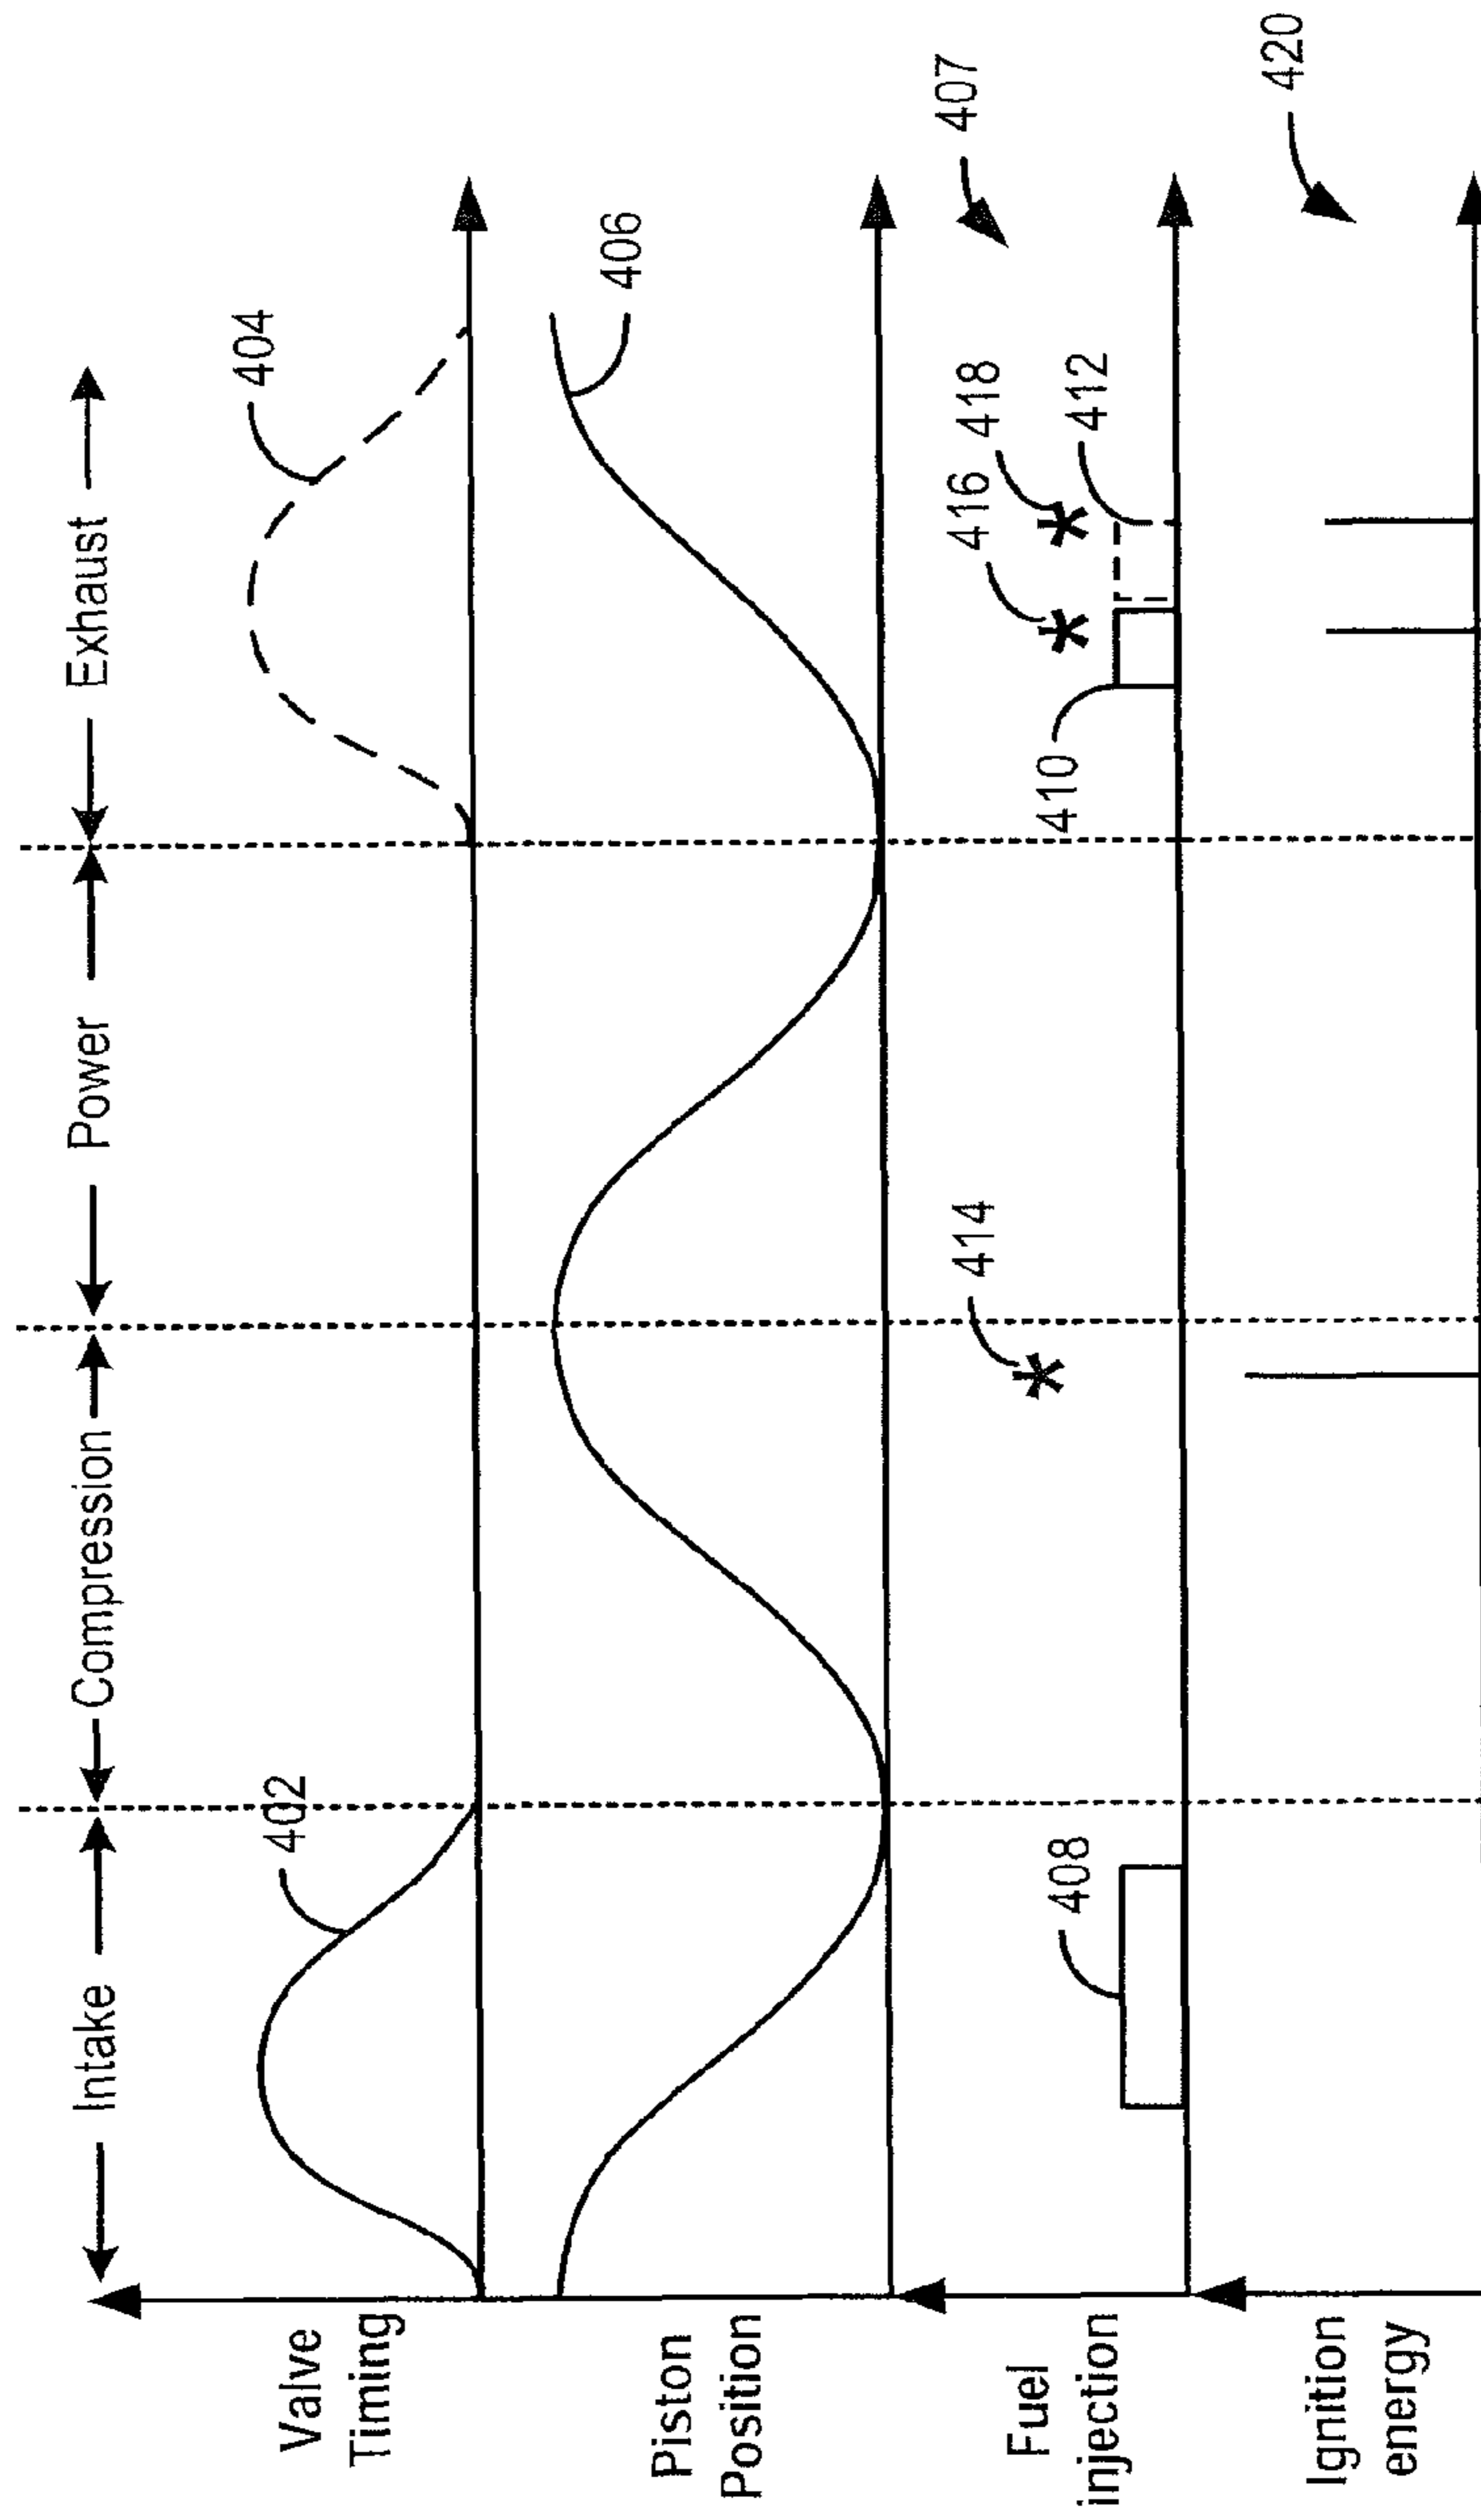 Intake
Compression
Power
Exhaust
Valve
Timing
402
404
Piston
Position
406
Fuel
injection
407
408
414
410
416
418
412
Ignition
energy
420